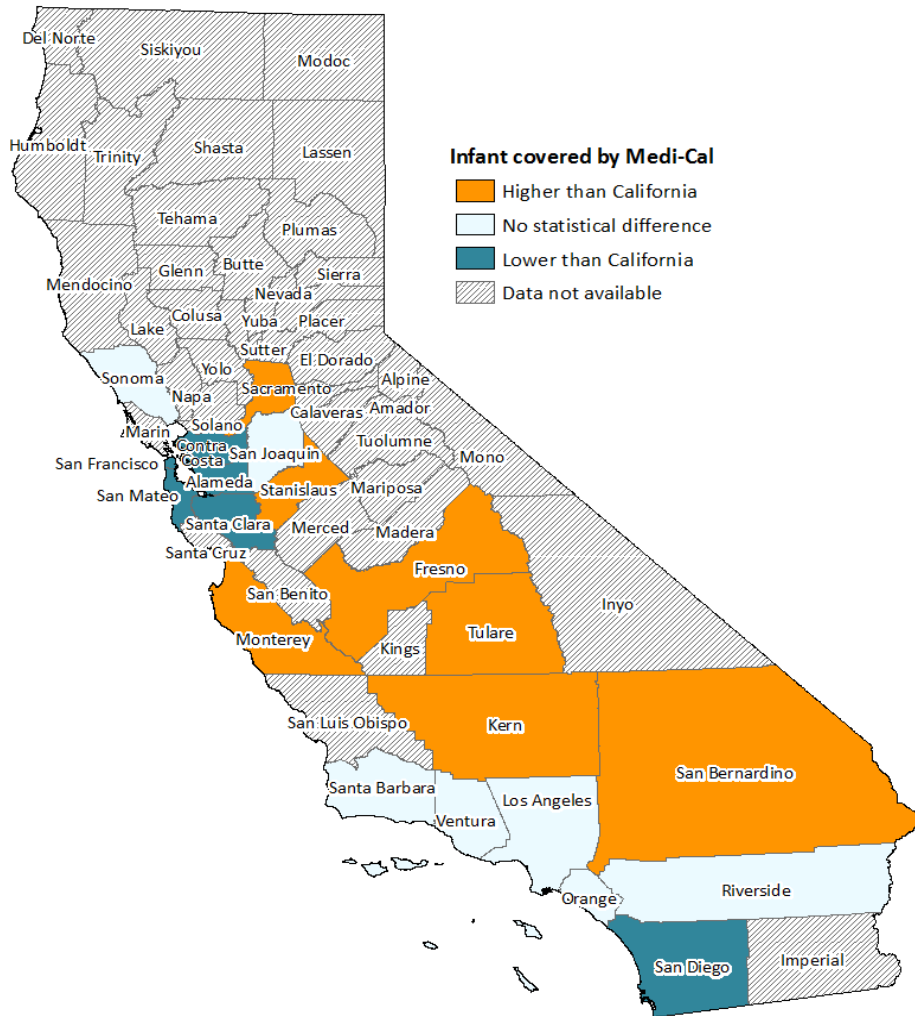 Del Norte
Siskiyou
Modoc
Humboldt
Trinity
Shasta
Lassen
Infant covered by Medi-Cal
Higher than California
No statistical difference
Lower than California
Data not available
Tehama
Plumas
Mendocino
Glenn
Butte
Sierra
Nevada
Lake
Colusa
Yuba
Placer
Sutter
El Dorado
Sonoma
Yolo
Napa
Sacramento
Alpine
Amador
Calaveras
Marin
Solano
Tuolumne
Contra
Costa
San Joaquin
Mono
San Francisco
Alameda
Stanislaus
Mariposa
San Mateo
Santa Clara
Merced
Madera
Santa Cruz
Fresno
San Benito
Inyo
Monterey
Kings
Tulare
San Luis Obispo
Kern
San Bernardino
Santa Barbara
Los Angeles
Ventura
Orange
Riverside
San Diego
Imperial